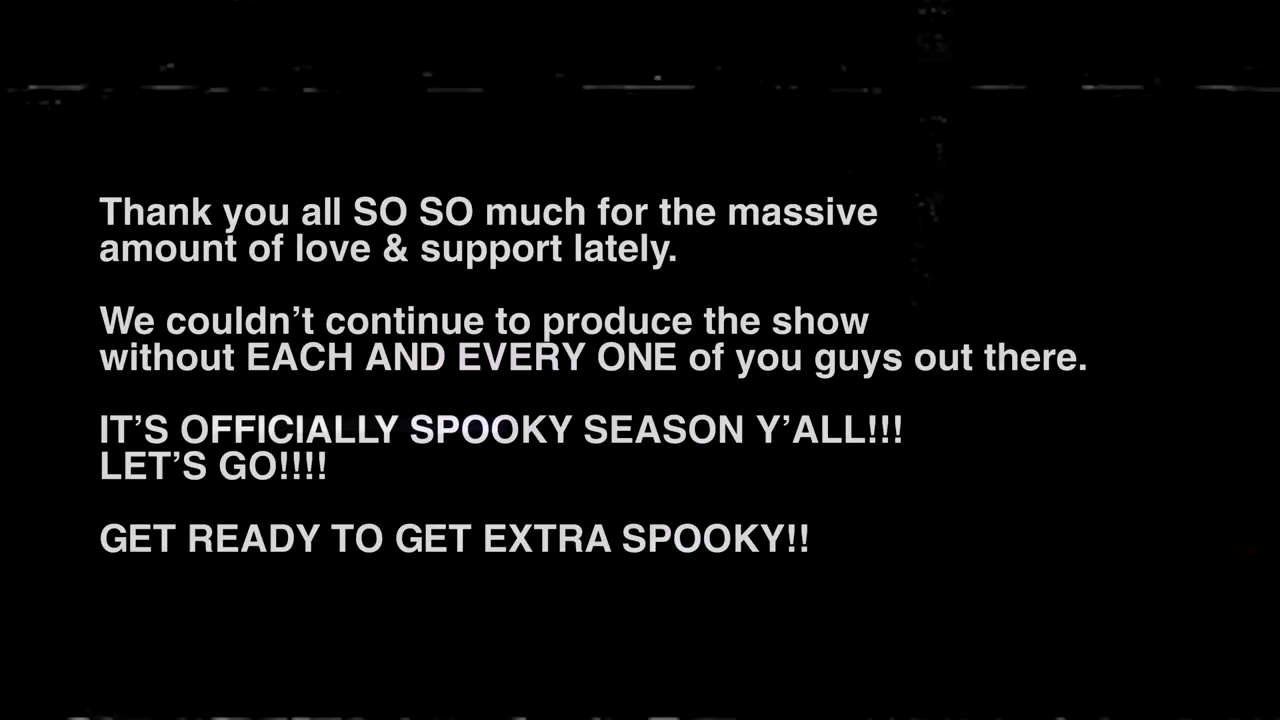 Thank you all SO SO much for the massive
amount of love & support lately.
We couldn’t continue to produce the show
without EACH AND EVERY ONE of you guys out there.
IT’S OFFICIALLY SPOOKY SEASON Y’ALL!!!
LET’S GO!!!!
GET READY TO GET EXTRA SPOOKY!!